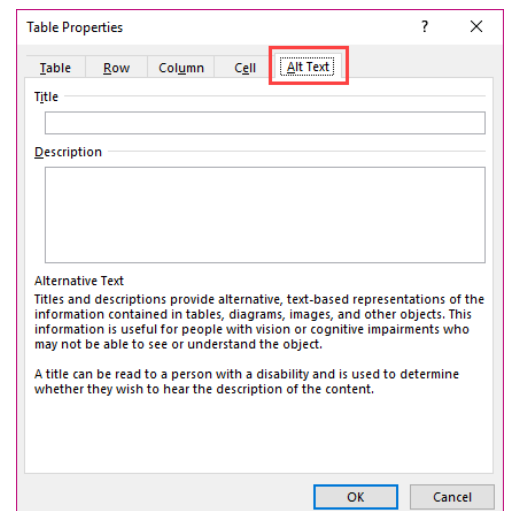 Table Properties ? ×
Table Row Column Cell Alt Text
Title
Description
Alternative Text
Titles and descriptions provide alternative, text-based representations of the
information contained in tables, diagrams, images, and other objects. This
information is useful for people with vision or cognitive impairments who
may not be able to see or understand the object.
A title can be read to a person with a disability and is used to determine
whether they wish to hear the description of the content.
OK Cancel